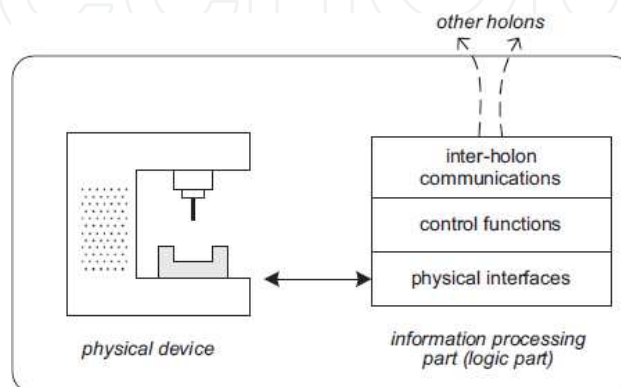 other holons
inter-holon
communications
control functions
physical interfaces
physical device
information processing
part (logic part)